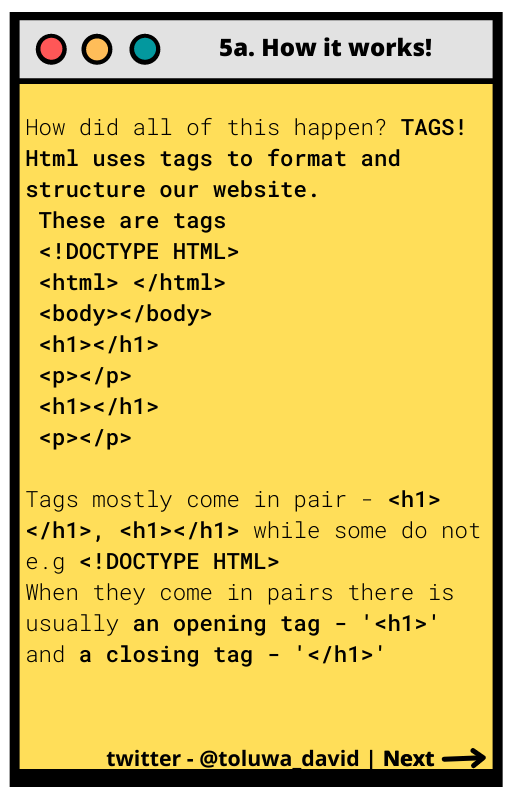 5a. How it works!
How did all of this happen? TAGS!
Html uses tags to format and
structure our website.
These are tags
<!DOCTYPE HTML>
<html> </html>
<body></body>
<h1></h1>
<p></p>
<h1></h1>
<p></p>
Tags mostly come in pair - <h1>
</h1>, <h1></h1> while some do not
e.g <!DOCTYPE HTML>
When they come in pairs there is
usually an opening tag - '<h1>'
and a closing tag - '</h1>'
twitter - @toluwa_david | Next